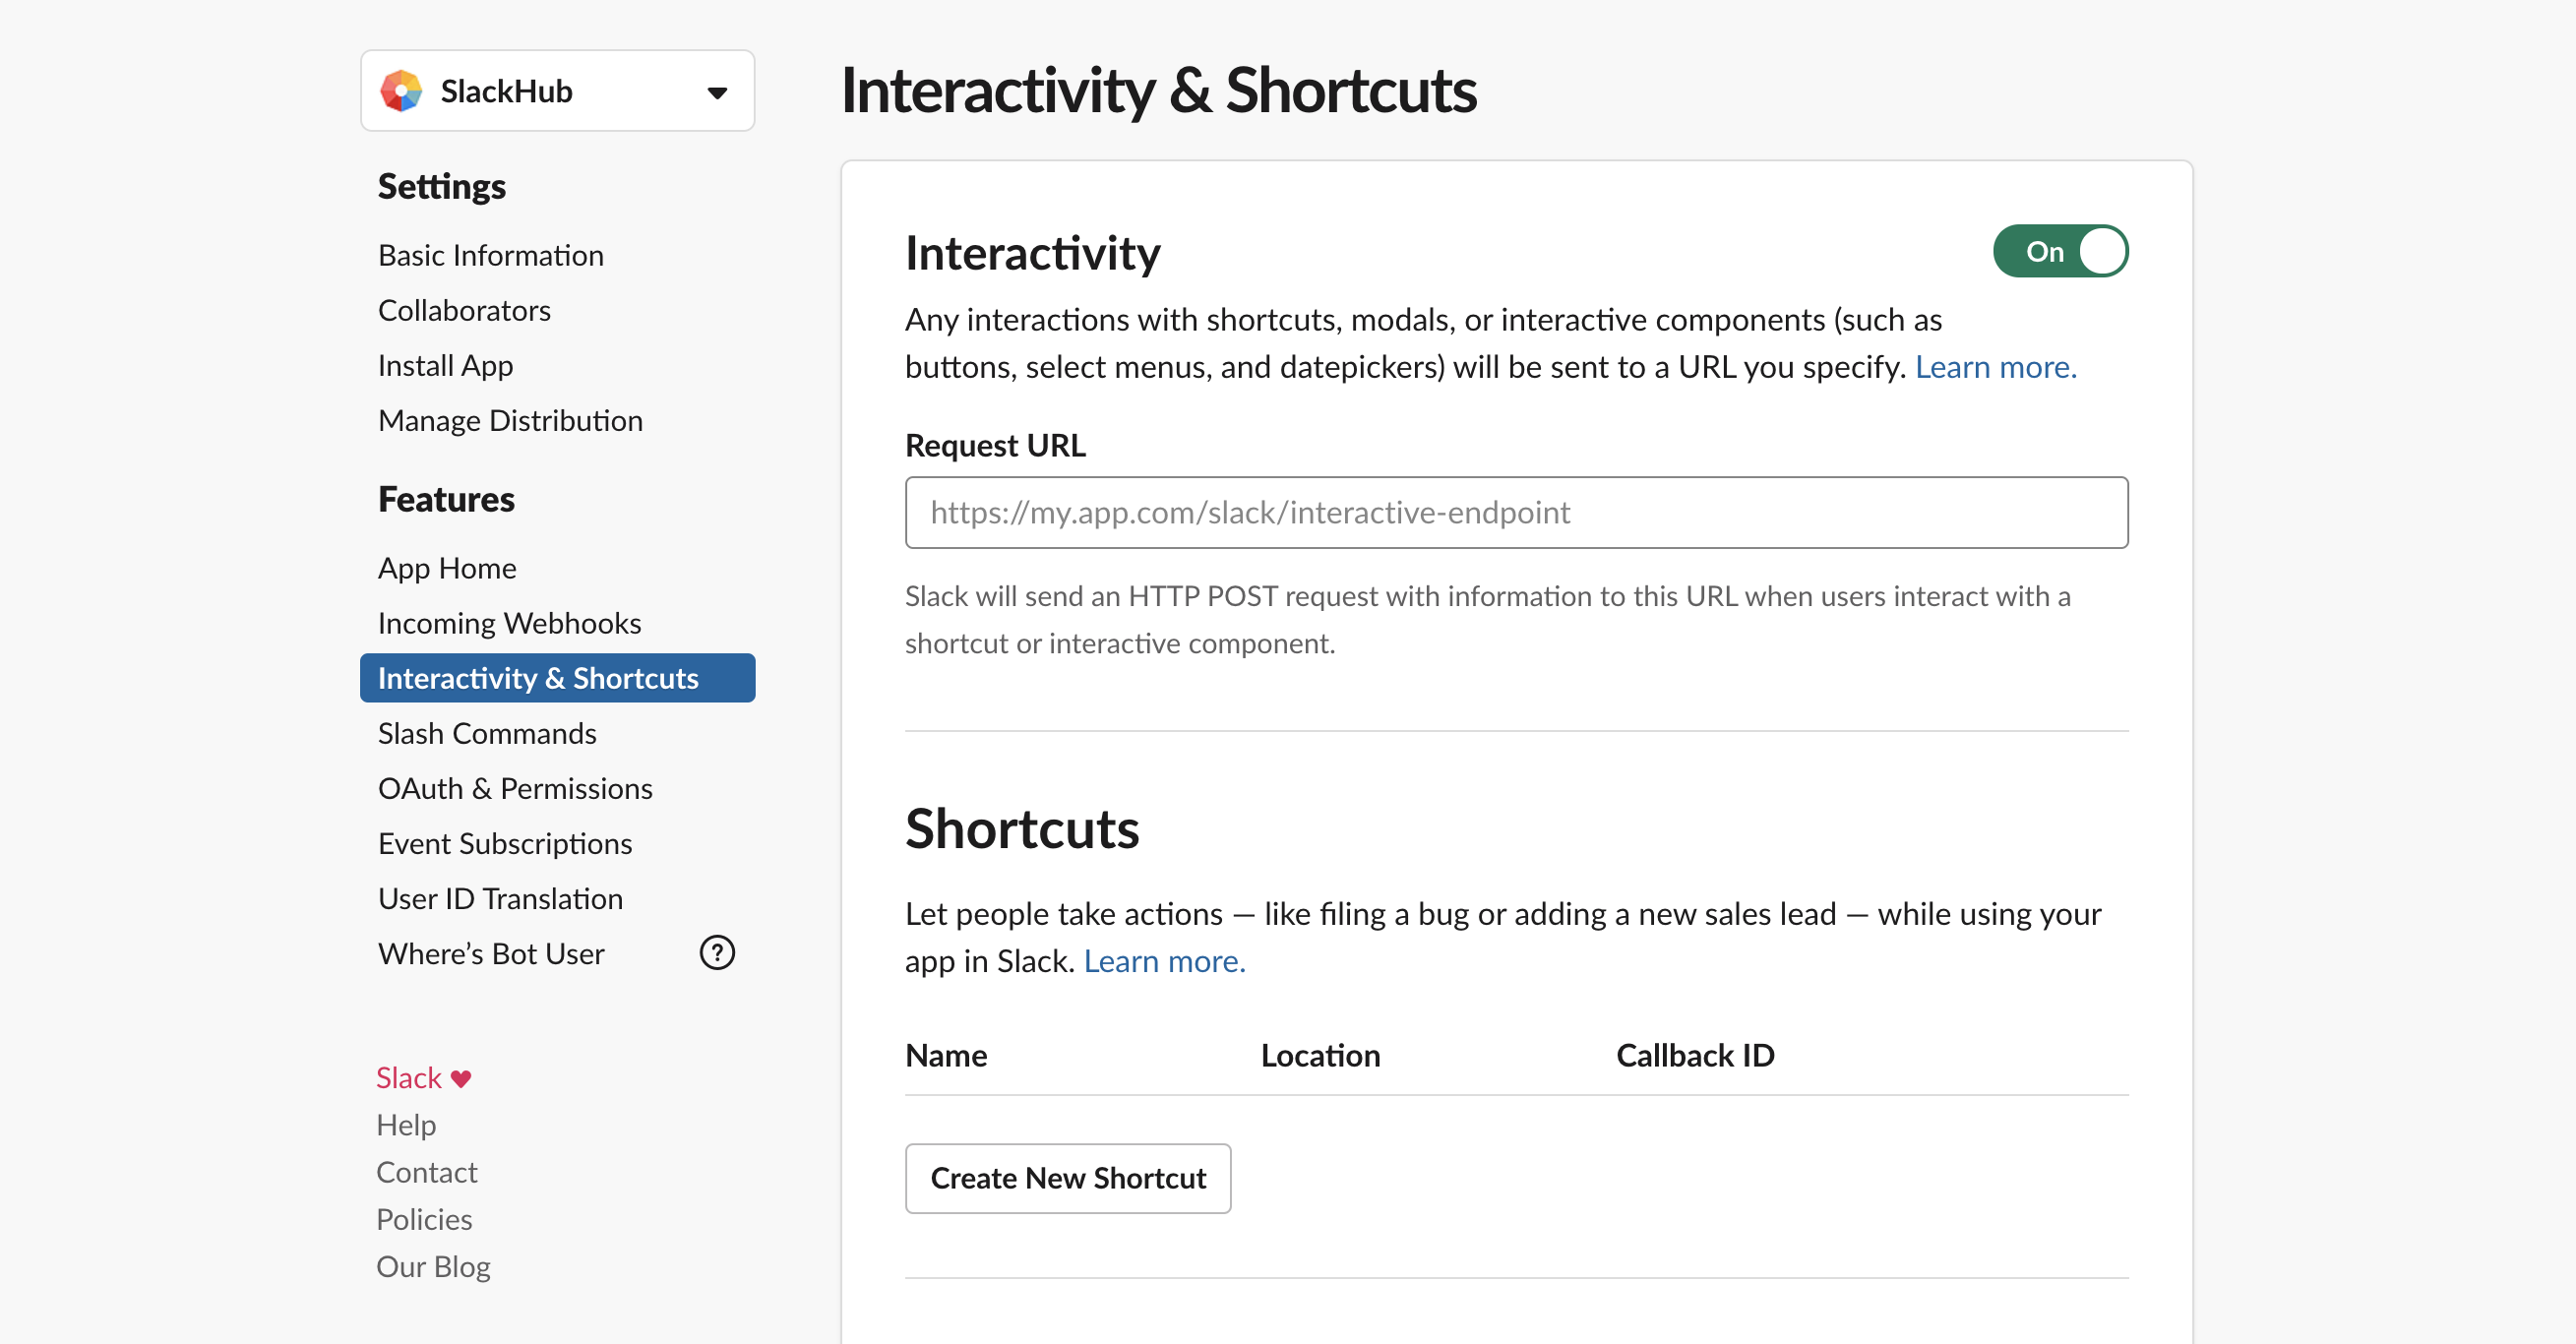 SlackHub
Settings
Basic Information
Collaborators
Install App
Manage Distribution
Features
App Home
Incoming Webhooks
Interactivity & Shortcuts
Slash Commands
OAuth & Permissions
Event Subscriptions
User ID Translation
Where’s Bot User
?
Slack ♥
Help
Contact
Policies
Our Blog
Interactivity & Shortcuts
Interactivity
On
Any interactions with shortcuts, modals, or interactive components (such as
buttons, select menus, and datepickers) will be sent to a URL you specify. Learn more.
Request URL
https://my.app.com/slack/interactive-endpoint
Slack will send an HTTP POST request with information to this URL when users interact with a
shortcut or interactive component.
Shortcuts
Let people take actions — like filing a bug or adding a new sales lead — while using your
app in Slack. Learn more.
Name Location Callback ID
Create New Shortcut